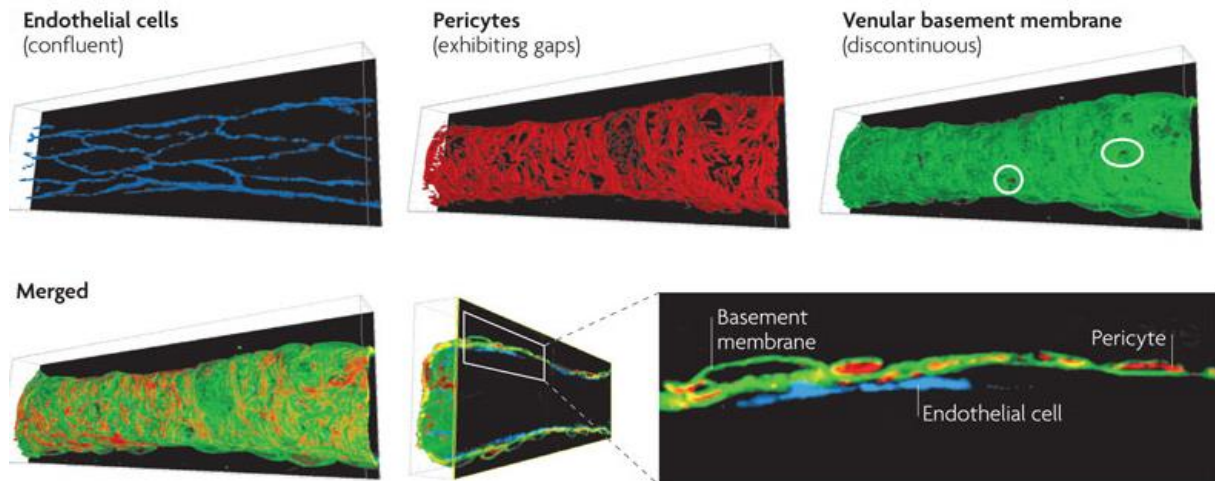 Endothelial cells
(confluent)
Pericytes
(exhibiting gaps)
Venular basement membrane
(discontinuous)
Merged
Basement
membrane
Pericyte
Endothelial cell